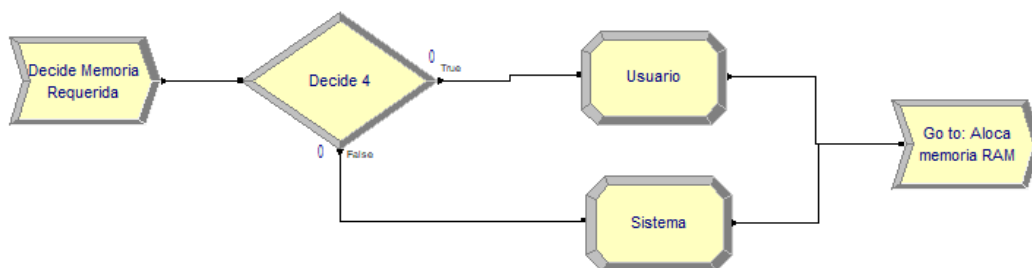 Decide Memoria
Requerida
Decide 4
0
True
0
False
Usuario
Sistema
Go to: Aloca
memoria RAM